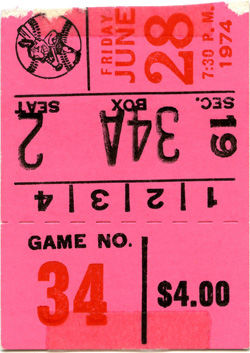 FRIDAY
JUNE
28
7:30 P.M.
1974
SEC. BOX SEAT
19 34A 2
1 | 2 | 3 | 4
GAME NO.
34
$4.00